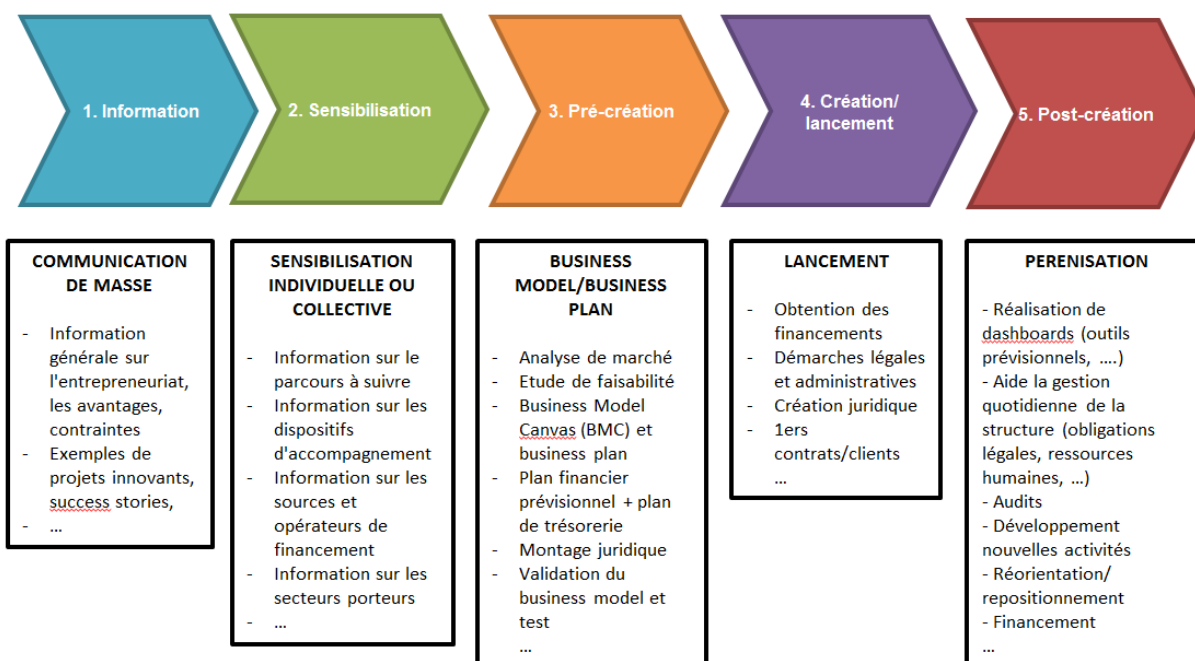 1. Information
2. Sensibilisation
3. Pré-création
4. Création/
lancement
5. Post-création
COMMUNICATION
DE MASSE
- Information
générale sur
l'entrepreneuriat,
les avantages,
contraintes
- Exemples de
projets innovants,
success stories,
- …
SENSIBILISATION
INDIVIDUELLE OU
COLLECTIVE
- Information sur le
parcours à suivre
- Information sur les
dispositifs
d'accompagnement
- Information sur les
sources et
opérateurs de
financement
- Information sur les
secteurs porteurs
- …
BUSINESS
MODEL/BUSINESS
PLAN
- Analyse de marché
- Etude de faisabilité
- Business Model
Canvas (BMC) et
business plan
- Plan financier
prévisionnel + plan
de trésorerie
- Montage juridique
- Validation du
business model et
test
…
LANCEMENT
- Obtention des
financements
- Démarches légales
et administratives
- Création juridique
- 1ers
contrats/clients
…
PERENISATION
- Réalisation de
dashboards (outils
prévisionnels, ….)
- Aide la gestion
quotidienne de la
structure (obligations
légales, ressources
humaines, …)
- Audits
- Développement
nouvelles activités
- Réorientation/
repositionnement
- Financement
…